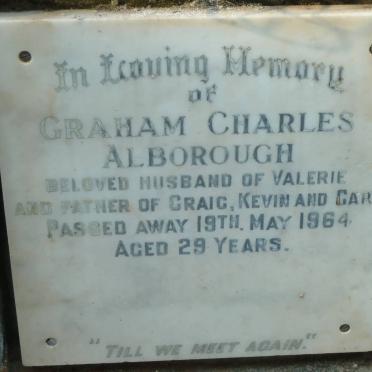 In Loving Memory
OF
GRAHAM CHARLES
ALBOROUGH
BELOVED HUSBAND OF VALERIE
AND FATHER OF CRAIG, KEVIN AND
PASSED AWAY 19TH. MAY 1964
AGED 29 YEARS.
"TILL WE MEET AGAIN."